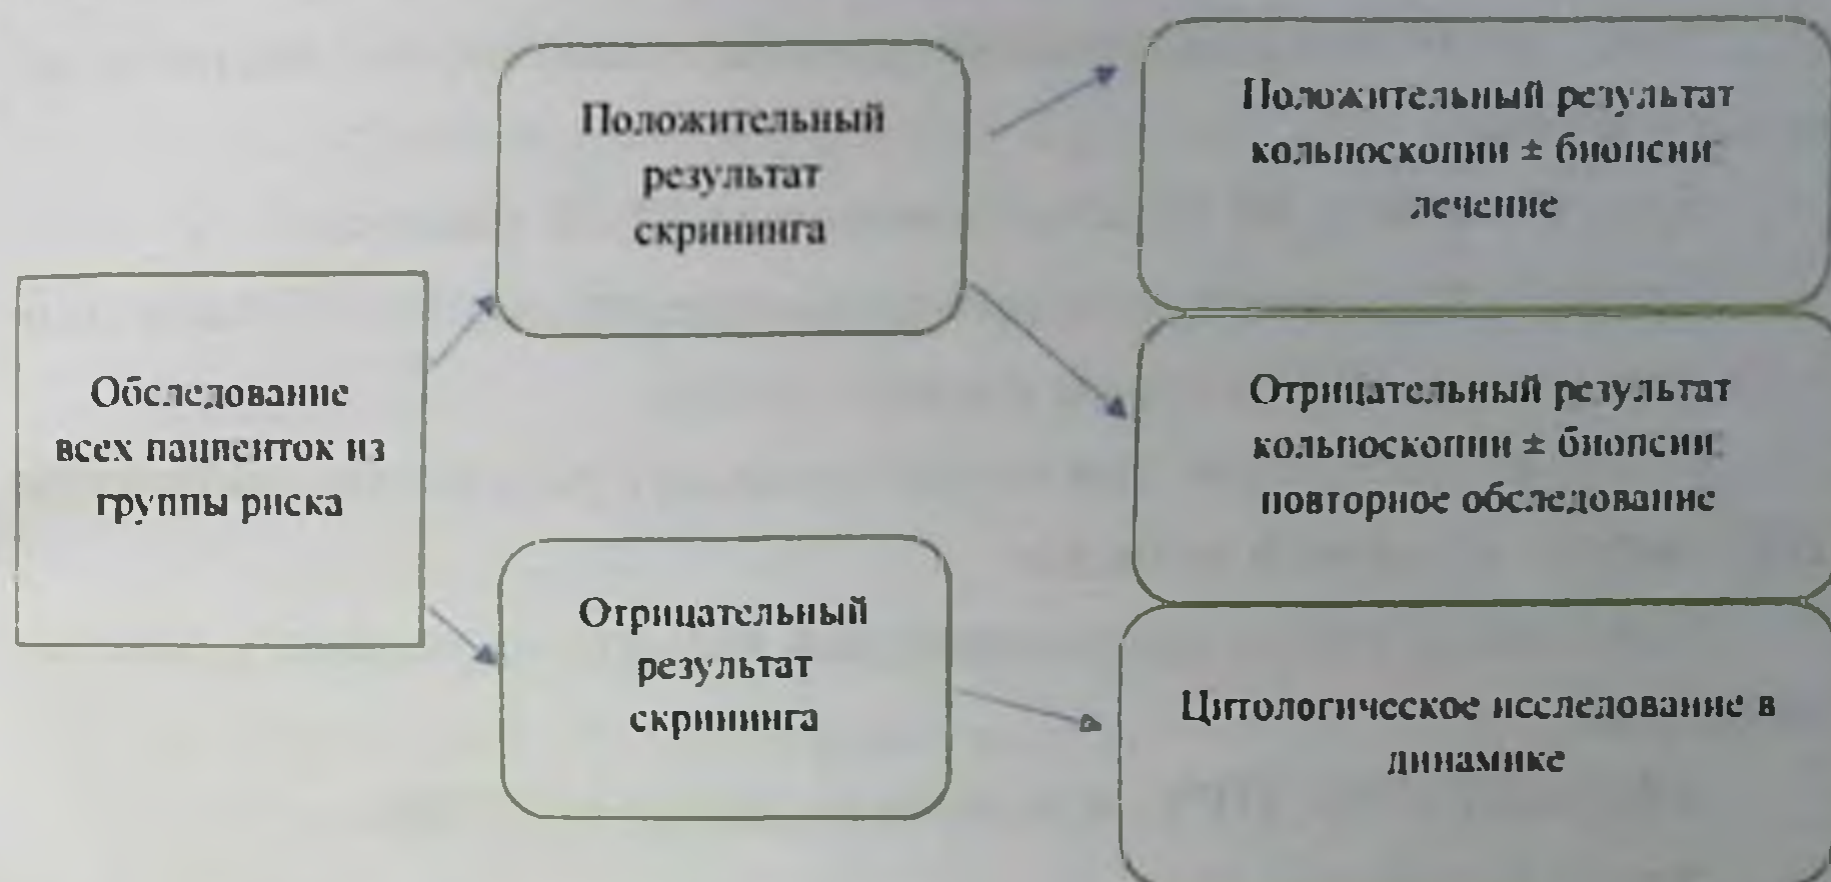 Обследование
всех пациенток из
группы риска
Положительный
результат
скрининга
Отрицательный
результат
скрининга
Положительный результат
кольпоскопии ± биопсии:
лечение
Отрицательный результат
кольпоскопии ± биопсии:
повторное обследование
Цитологическое исследование в
динамике